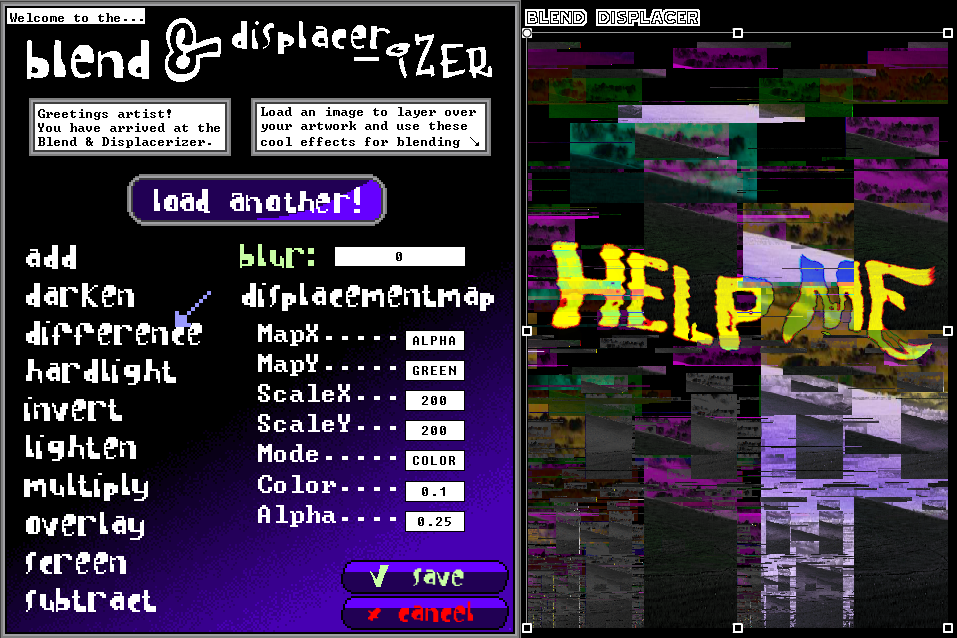 Welcome to the...
blend & displacer-izer
Greetings artist!
You have arrived at the
Blend & Displacerizer.
Load an image to layer over
your artwork and use these
cool effects for blending ↘
load another!
add
darken
difference
hardlight
invert
lighten
multiply
overlay
screen
subtract
blur: 0
displacementmap
MapX..... ALPHA
MapY..... GREEN
ScaleX... 200
ScaleY... 200
Mode..... COLOR
Color.... 0.1
Alpha.... 0.25
✓ save
✗ cancel
BLEND DISPLACER
HELP ME